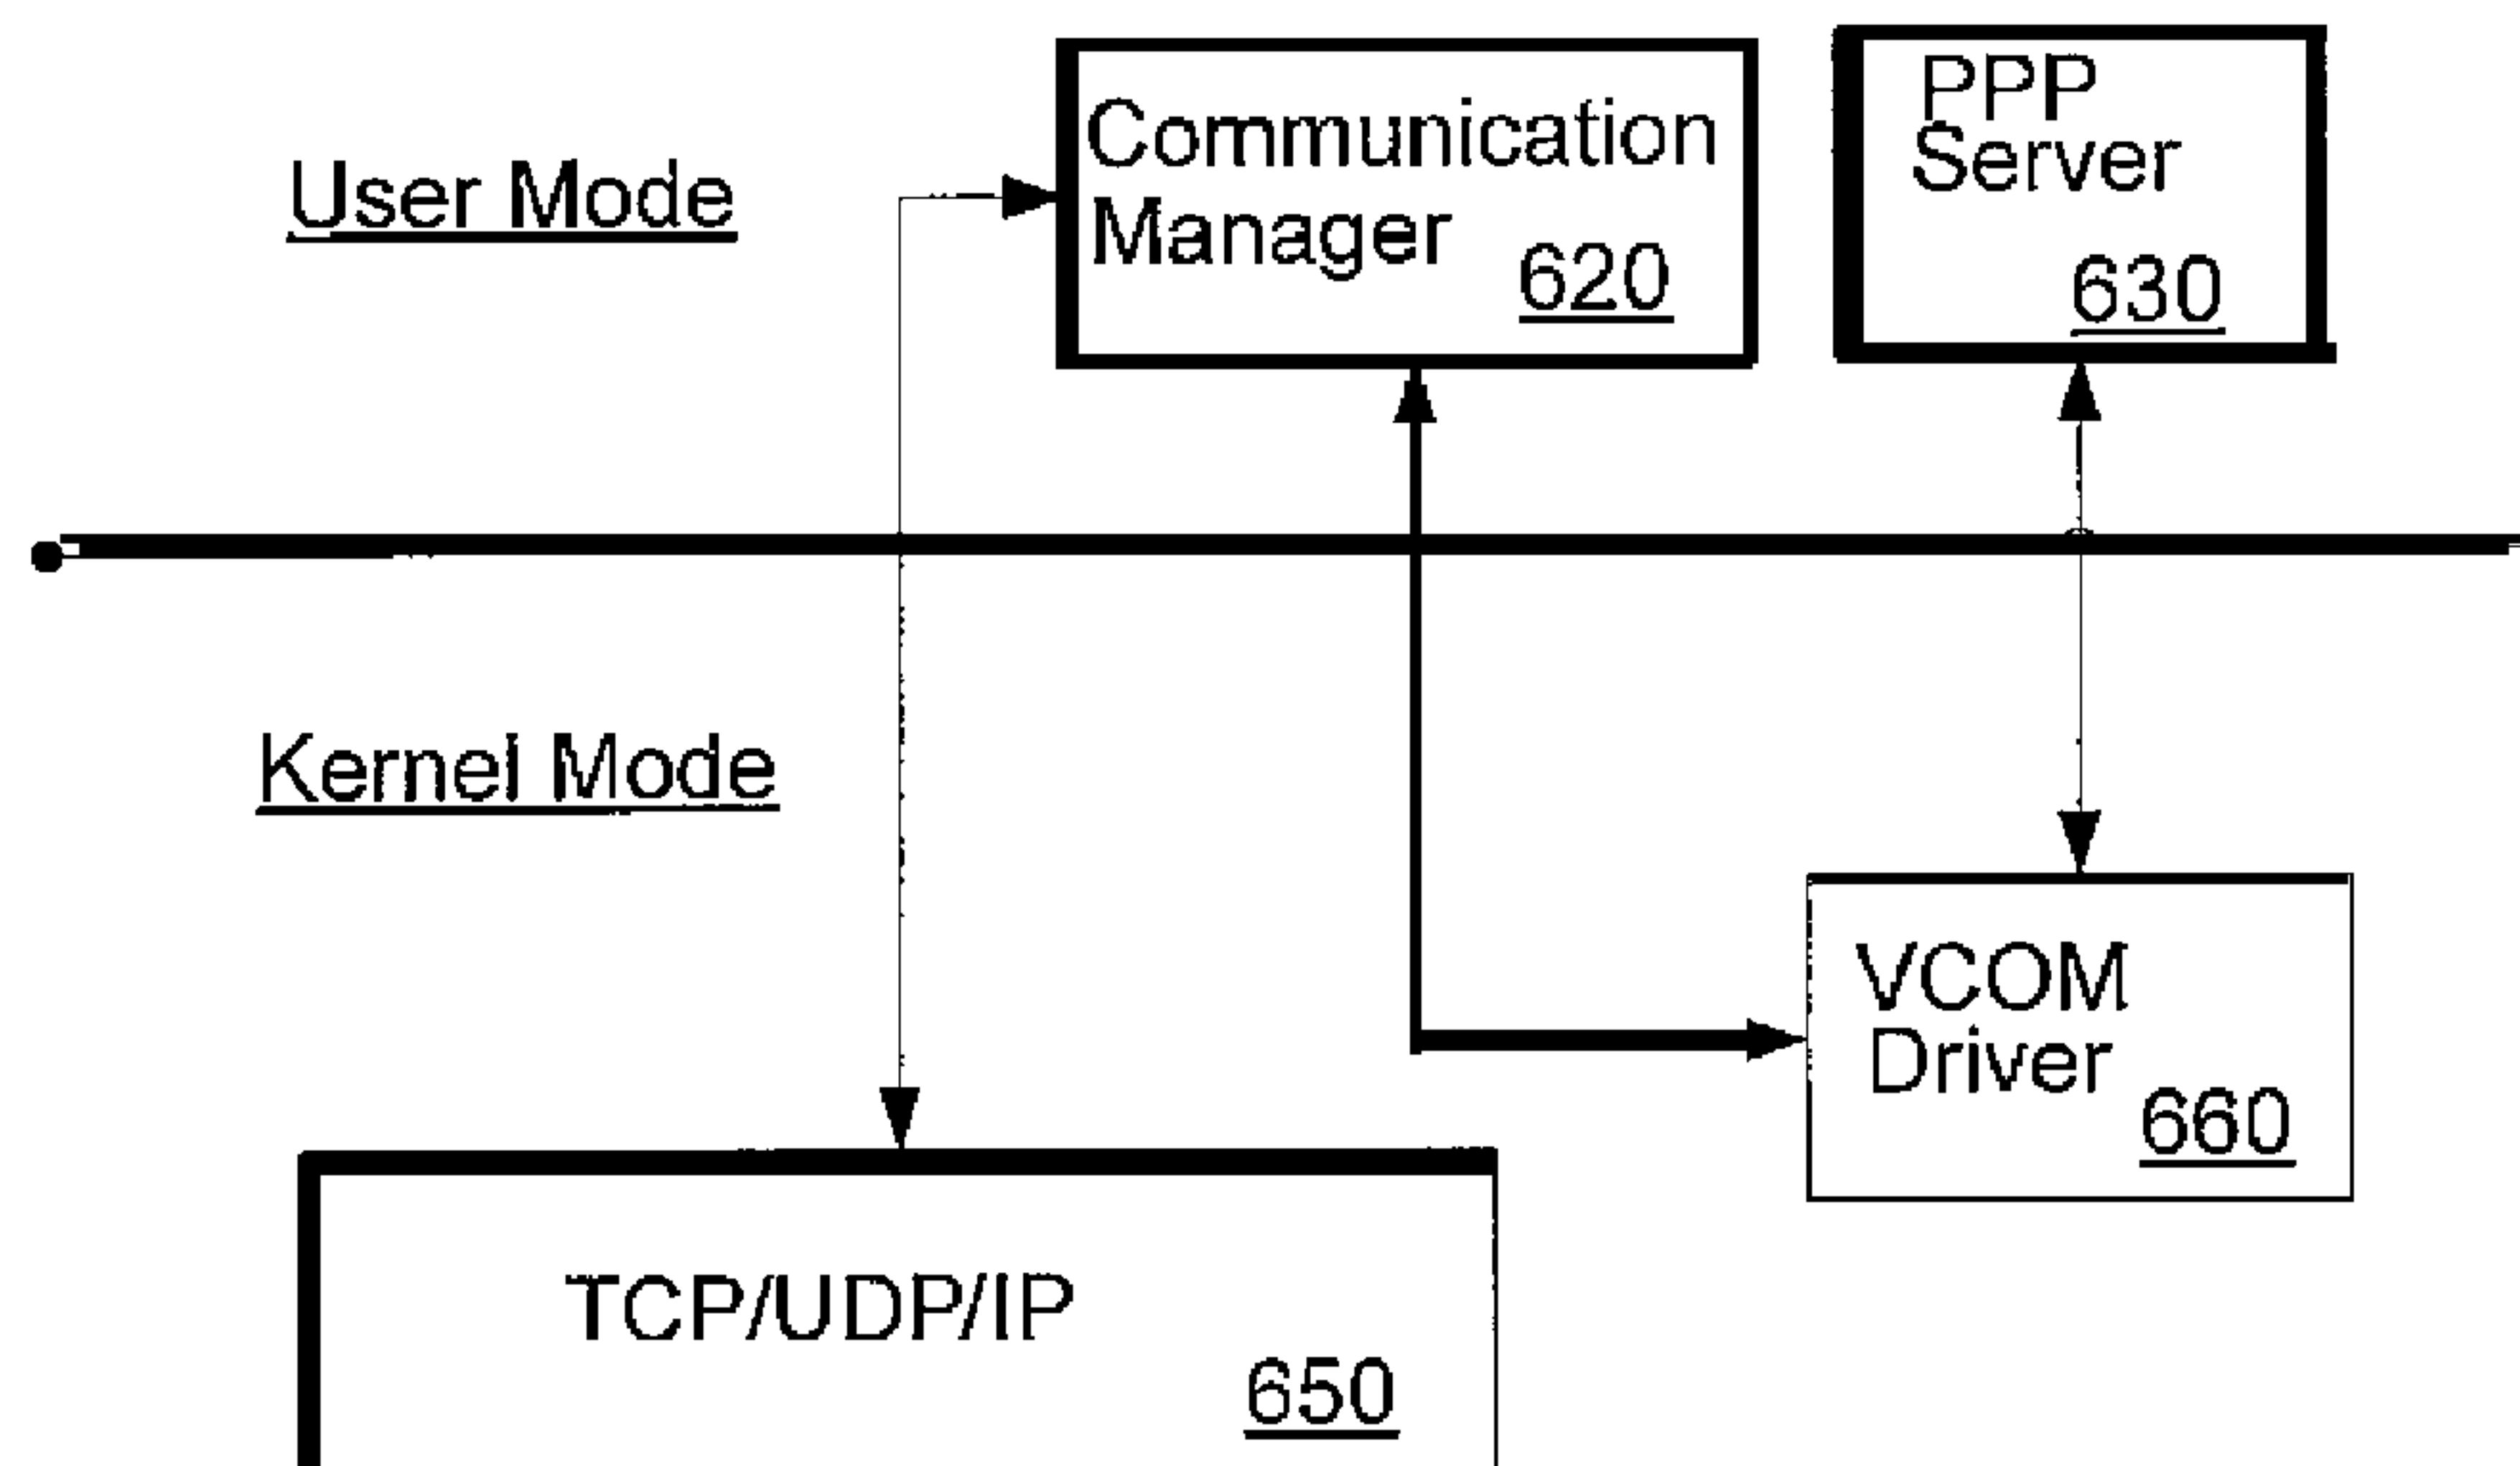 User Mode
Communication
Manager
620
PPP
Server
630
Kernel Mode
VCOM
Driver
660
TCP/UDP/IP
650